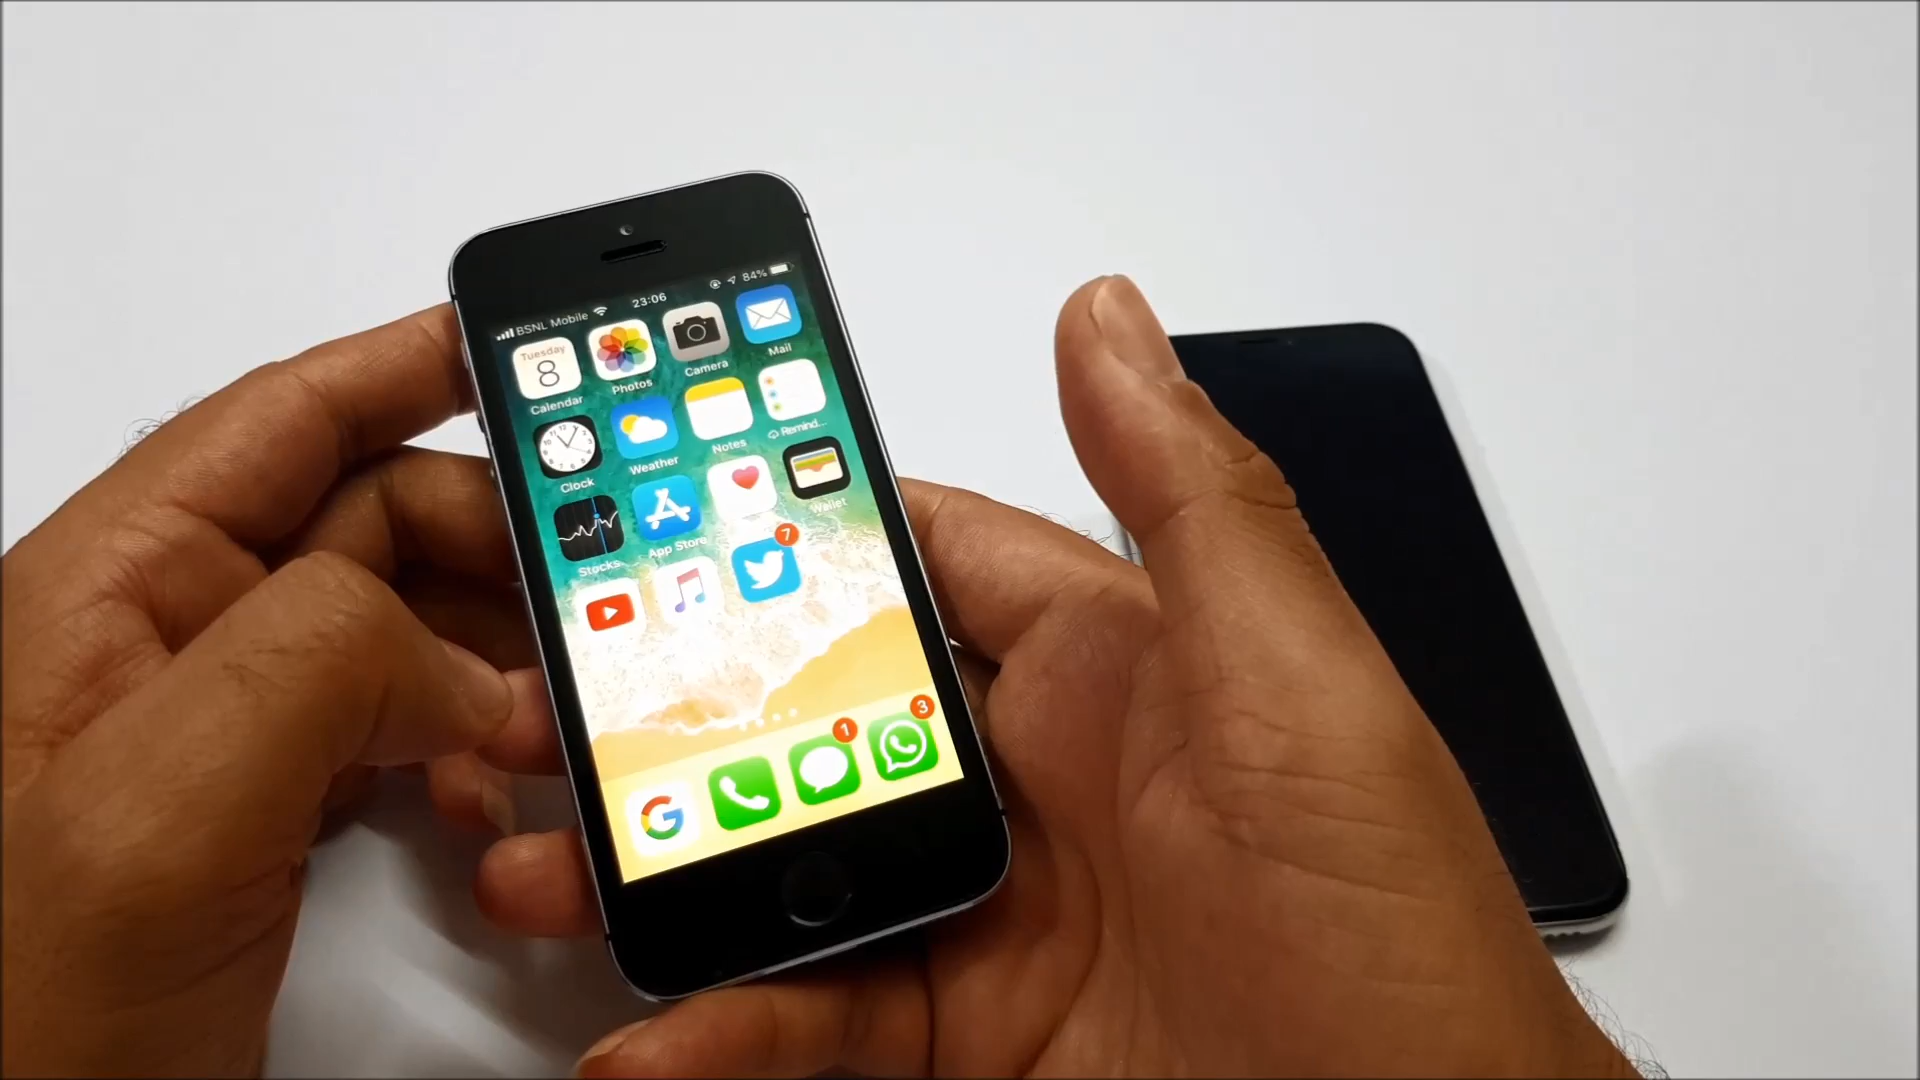 BSNL Mobile 23:06 84%
Tuesday
8
Calendar Photos Camera Mail
Clock Weather Notes Remind...
Stocks App Store Wallet
7
1 3
G